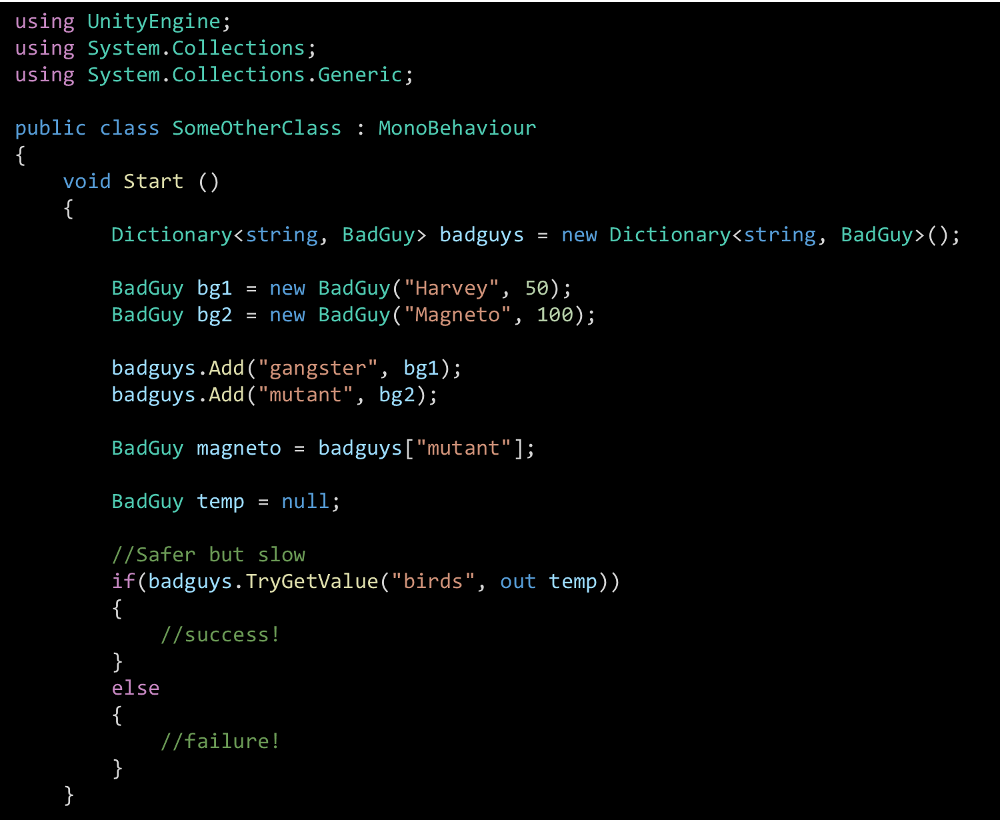 using UnityEngine;
using System.Collections;
using System.Collections.Generic;

public class SomeOtherClass : MonoBehaviour
{
    void Start ()
    {
        Dictionary<string, BadGuy> badguys = new Dictionary<string, BadGuy>();

        BadGuy bg1 = new BadGuy("Harvey", 50);
        BadGuy bg2 = new BadGuy("Magneto", 100);

        badguys.Add("gangster", bg1);
        badguys.Add("mutant", bg2);

        BadGuy magneto = badguys["mutant"];

        BadGuy temp = null;

        //Safer but slow
        if(badguys.TryGetValue("birds", out temp))
        {
            //success!
        }
        else
        {
            //failure!
        }
    }